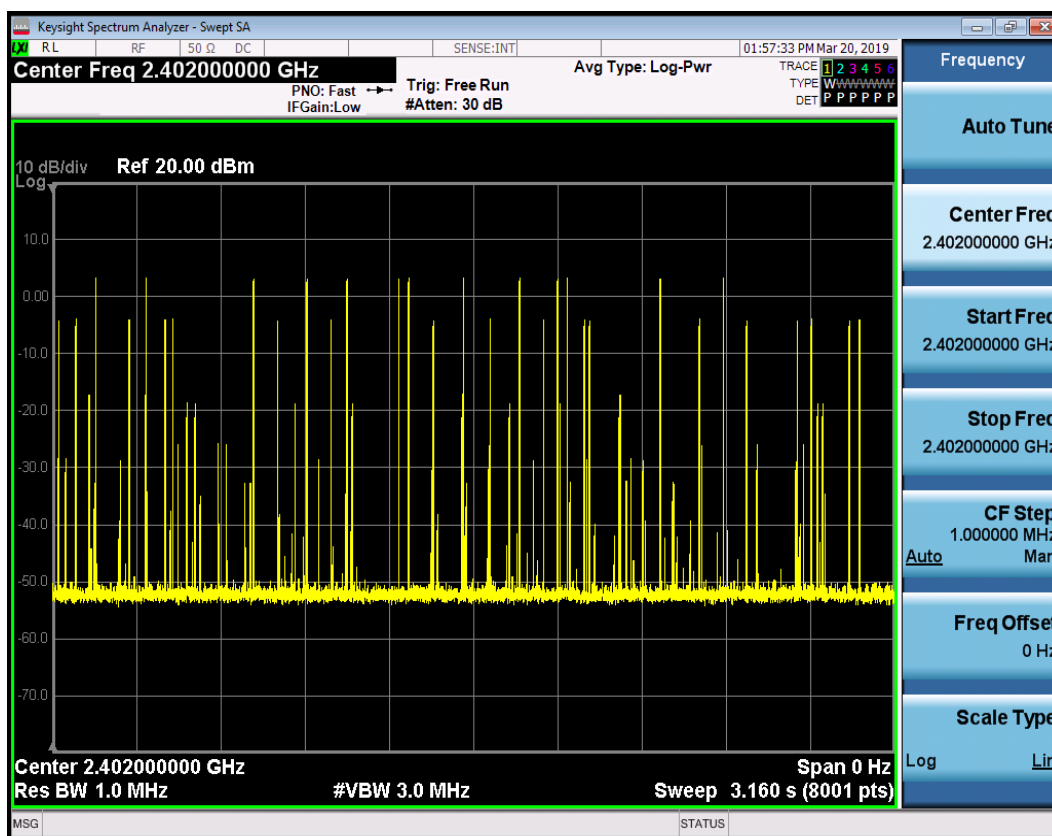 Keysight Spectrum Analyzer - Swept SA
LXI RL RF 50 Ω DC SENSE:INT 01:57:33 PM Mar 20, 2019
Center Freq 2.402000000 GHz
PNO: Fast
IFGain:Low
Trig: Free Run
#Atten: 30 dB
Avg Type: Log-Pwr
TRACE 1 2 3 4 5 6
TYPE WWWWWW
DET P P P P P P
10 dB/div Ref 20.00 dBm
Log
10.0
0.00
-10.0
-20.0
-30.0
-40.0
-50.0
-60.0
-70.0
Center 2.402000000 GHz Span 0 Hz
Res BW 1.0 MHz #VBW 3.0 MHz Sweep 3.160 s (8001 pts)
MSG STATUS
Frequency
Auto Tune
Center Freq
2.402000000 GHz
Start Freq
2.402000000 GHz
Stop Freq
2.402000000 GHz
CF Step
1.000000 MHz
Auto Man
Freq Offset
0 Hz
Scale Type
Log Lin